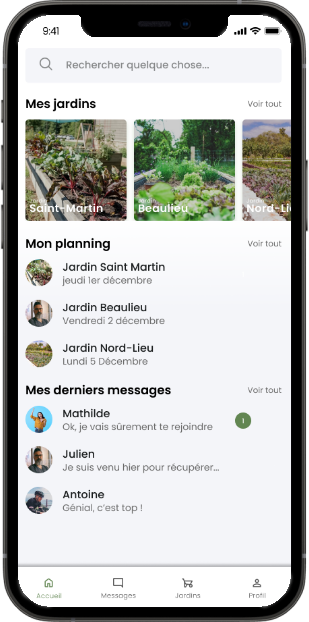 9:41
Rechercher quelque chose...
Mes jardins
Voir tout
Jardin
Saint-Martin
Jardin
Beaulieu
Nord-Li
Mon planning
Voir tout
Jardin Saint Martin
jeudi 1er décembre
Jardin Beaulieu
Vendredi 2 décembre
Jardin Nord-Lieu
Lundi 5 Décembre
Mes derniers messages
Voir tout
Mathilde
Ok, je vais sûrement te rejoindre
1
Julien
Je suis venu hier pour récupérer...
Antoine
Génial, c'est top !
Accueil
Messages
Jardins
Profil